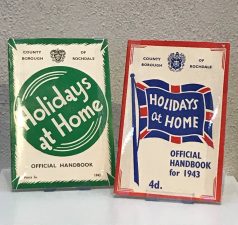 COUNTY OF
BOROUGH ROCHDALE
Holidays
at Home
OFFICIAL HANDBOOK
COUNTY OF
BOROUGH ROCHDALE
HOLIDAYS
at HOME
OFFICIAL
HANDBOOK
for 1943
4d.